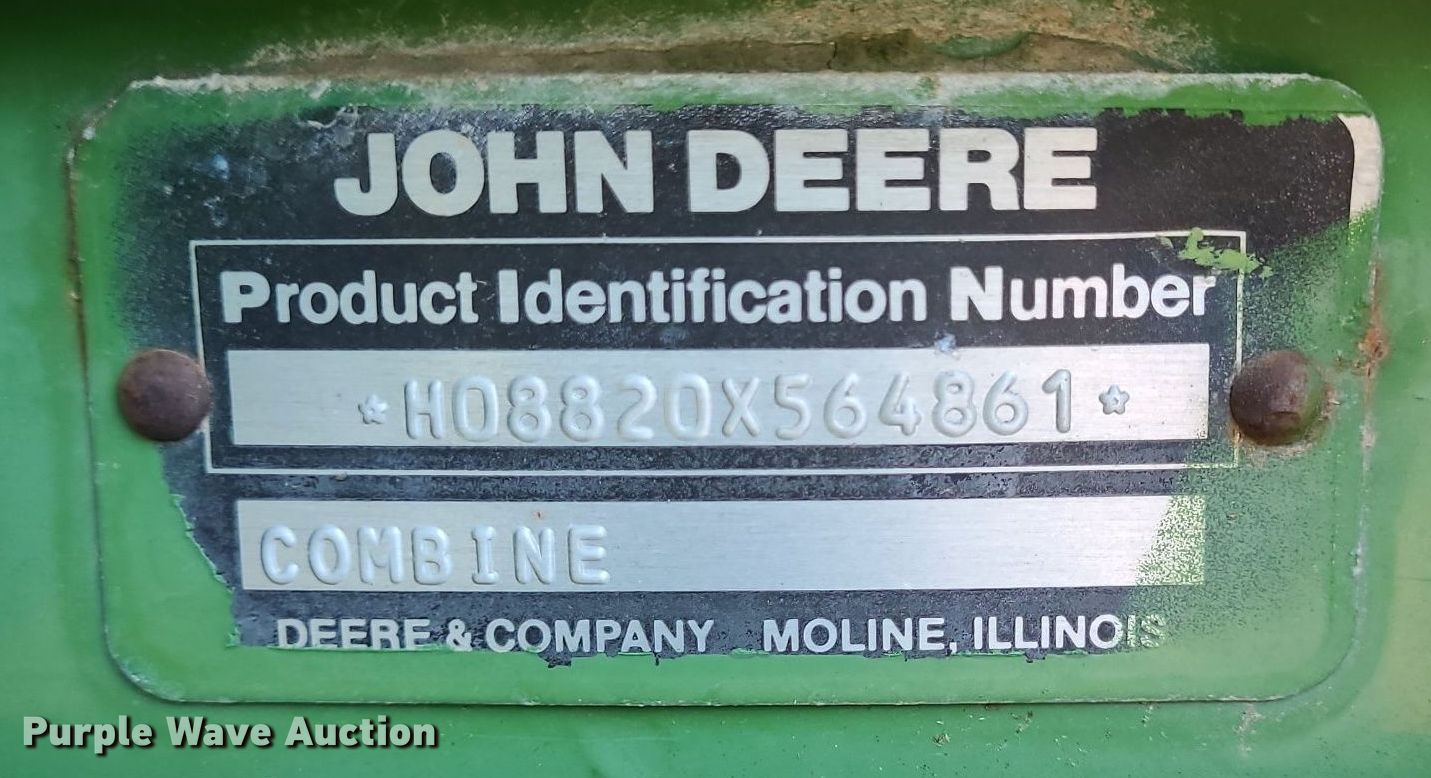 JOHN DEERE
Product Identification Number
*H08820X564861*
COMBINE
DEERE & COMPANY MOLINE, ILLINOIS
Purple Wave Auction